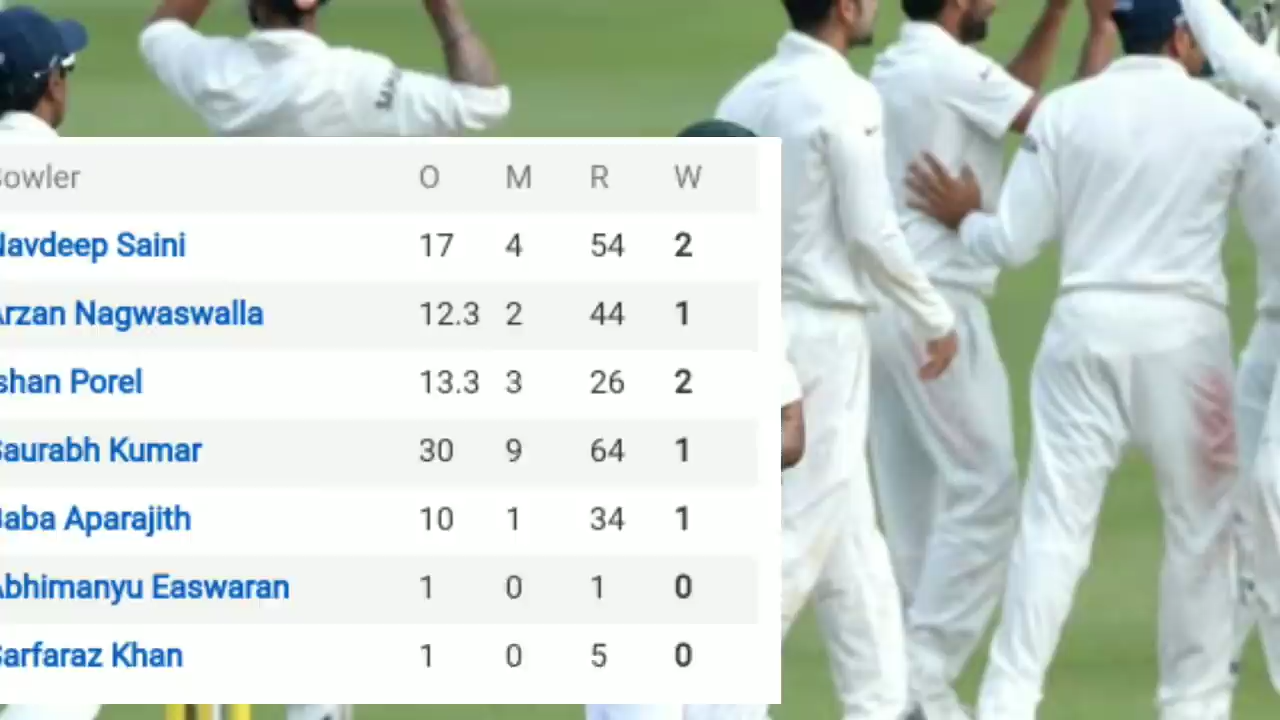 owler O M R W
avdeep Saini 17 4 54 2
rzan Nagwaswalla 12.3 2 44 1
shan Porel 13.3 3 26 2
aurabh Kumar 30 9 64 1
aba Aparajith 10 1 34 1
bhimanyu Easwaran 1 0 1 0
arfaraz Khan 1 0 5 0